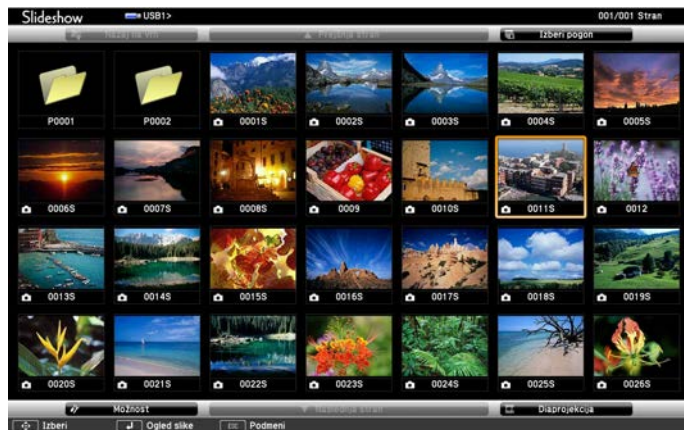 Slideshow USB1> 001/001 Stran
Nazaj na vrh ▲ Prejšnja stran Izberi pogon
P0001 P0002 0001S 0002S 0003S 0004S 0005S
0006S 0007S 0008S 0009 0010S 0011S 0012
0013S 0014S 0015S 0016S 0017S 0018S 0019S
0020S 0021S 0022S 0023S 0024S 0025S 0026S
Možnost ▼ Naslednja stran Diaprojekcija
Izberi Ogled slike ESC Podmeni